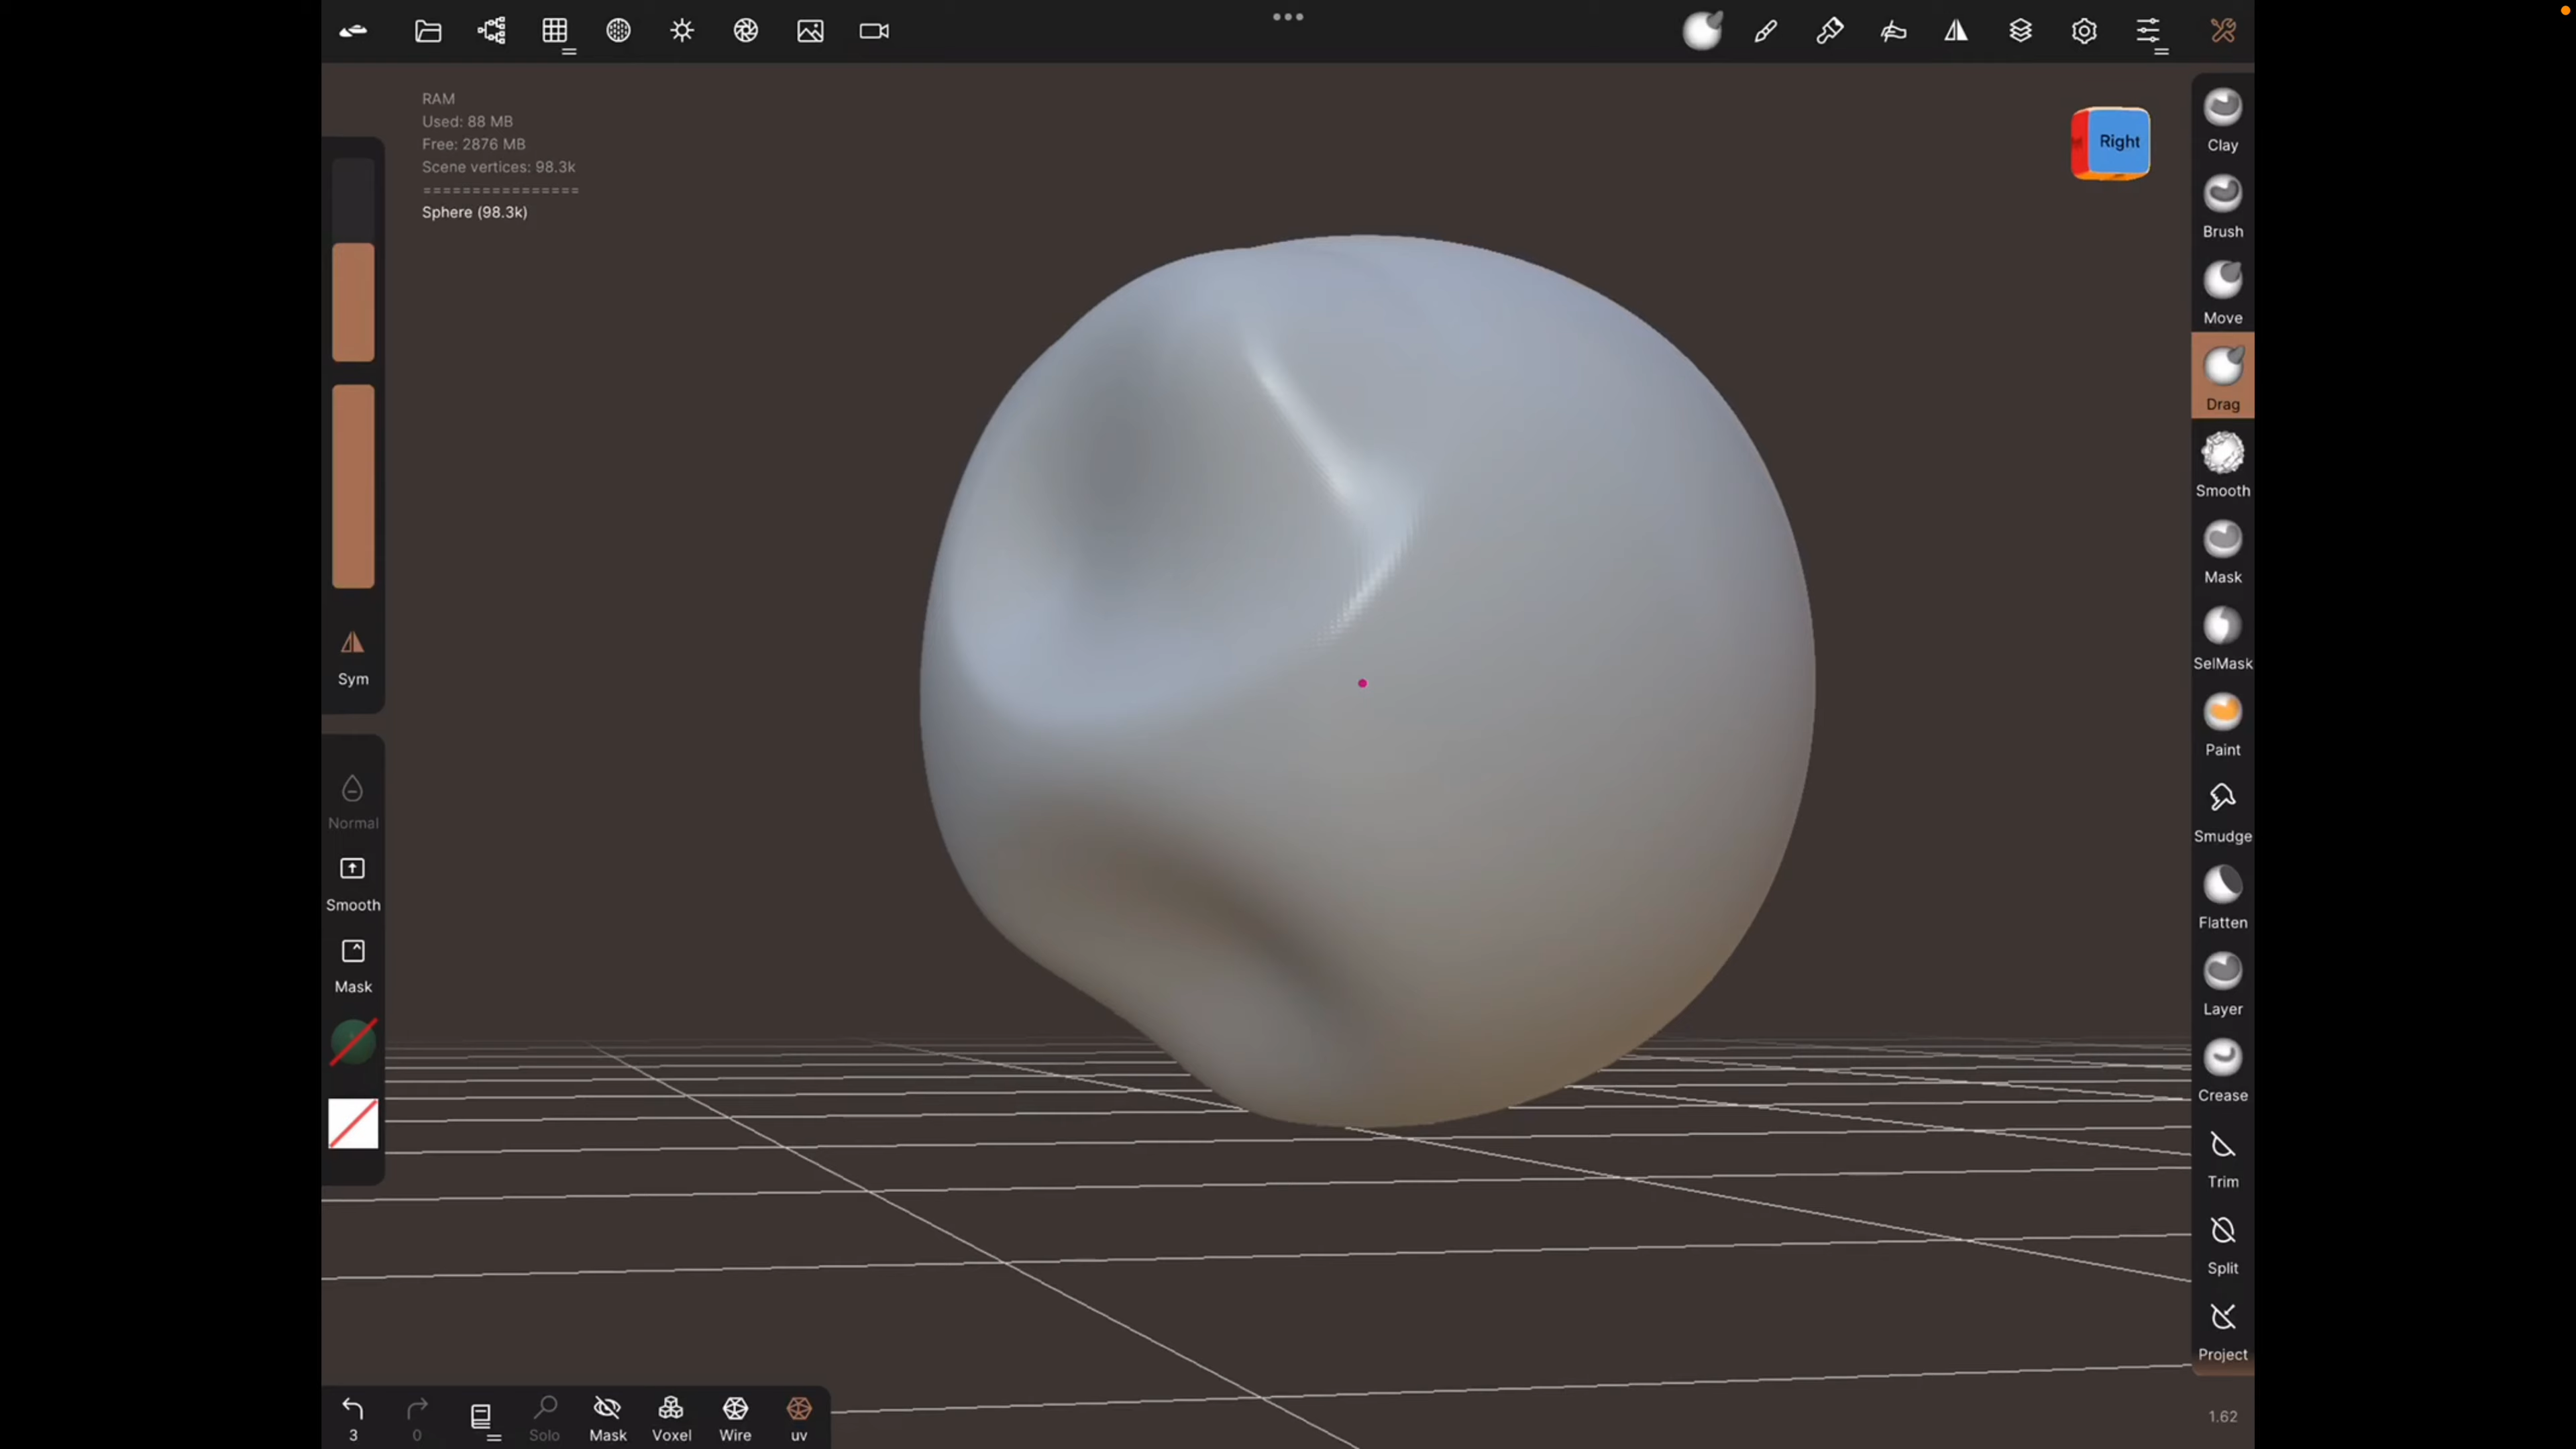 RAM
Used: 88 MB
Free: 2876 MB
Scene vertices: 98.3k
================
Sphere (98.3k)
Right
Sym
Normal
Smooth
Mask
3
0
Solo
Mask
Voxel
Wire
uv
Clay
Brush
Move
Drag
Smooth
Mask
SelMask
Paint
Smudge
Flatten
Layer
Crease
Trim
Split
Project
1.62